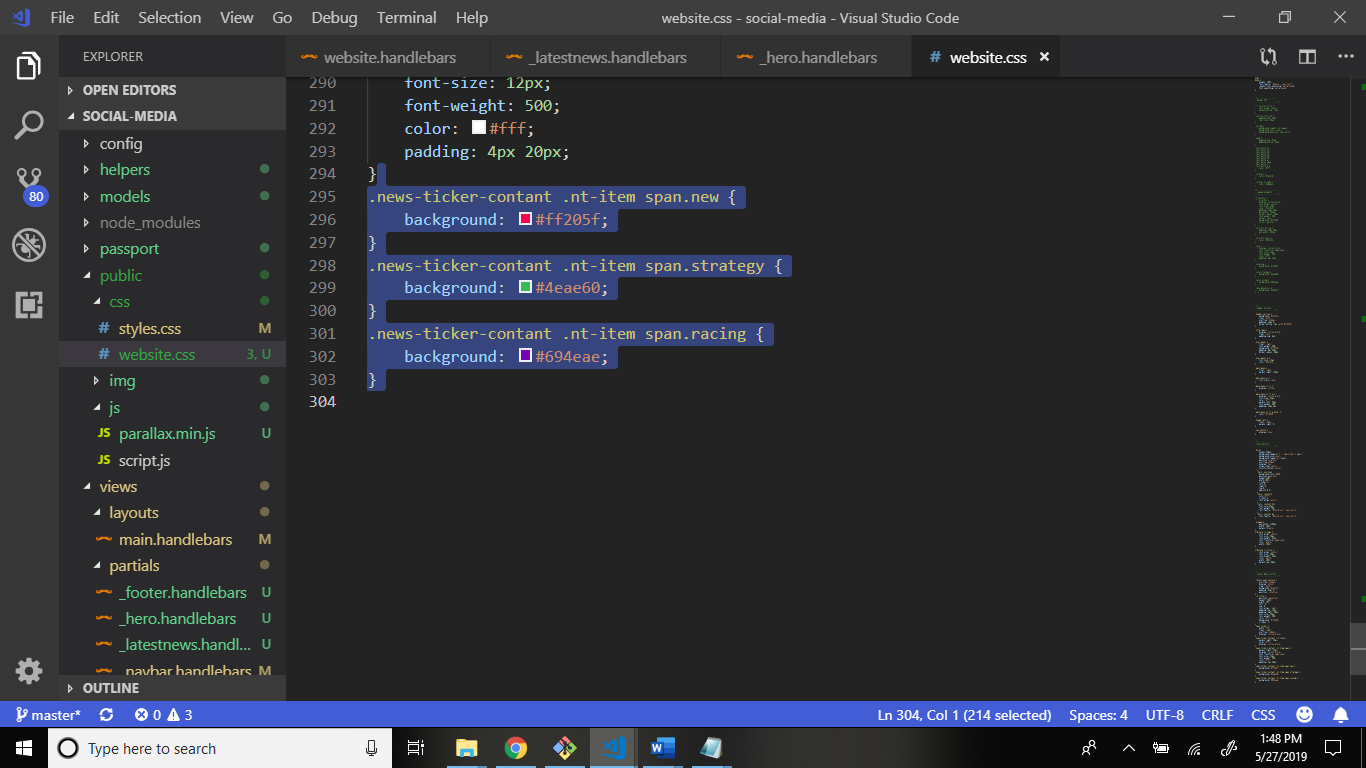 File Edit Selection View Go Debug Terminal Help website.css - social-media - Visual Studio Code
EXPLORER
OPEN EDITORS
SOCIAL-MEDIA
config
helpers
models
node_modules
passport
public
css
# styles.css M
# website.css 3, U
img
js
JS parallax.min.js U
JS script.js
views
layouts
main.handlebars M
partials
_footer.handlebars U
_hero.handlebars U
_latestnews.handl... U
_navbar.handlebars M
OUTLINE
80
website.handlebars _latestnews.handlebars _hero.handlebars # website.css
290 font-size: 12px;
291 font-weight: 500;
292 color: #fff;
293 padding: 4px 20px;
294 }
295 .news-ticker-contant .nt-item span.new {
296 background: #ff205f;
297 }
298 .news-ticker-contant .nt-item span.strategy {
299 background: #4eae60;
300 }
301 .news-ticker-contant .nt-item span.racing {
302 background: #694eae;
303 }
304
master* 0 3 Ln 304, Col 1 (214 selected) Spaces: 4 UTF-8 CRLF CSS
Type here to search
1:48 PM
5/27/2019